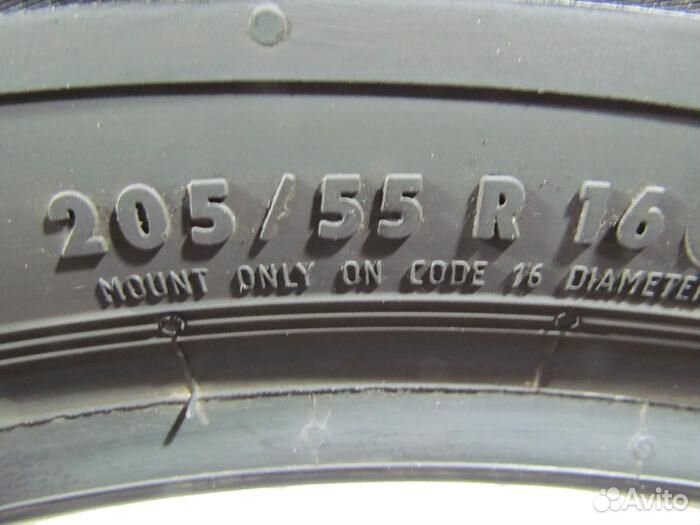 205/55 R 16
MOUNT ONLY ON CODE 16 DIAMETER
Avito